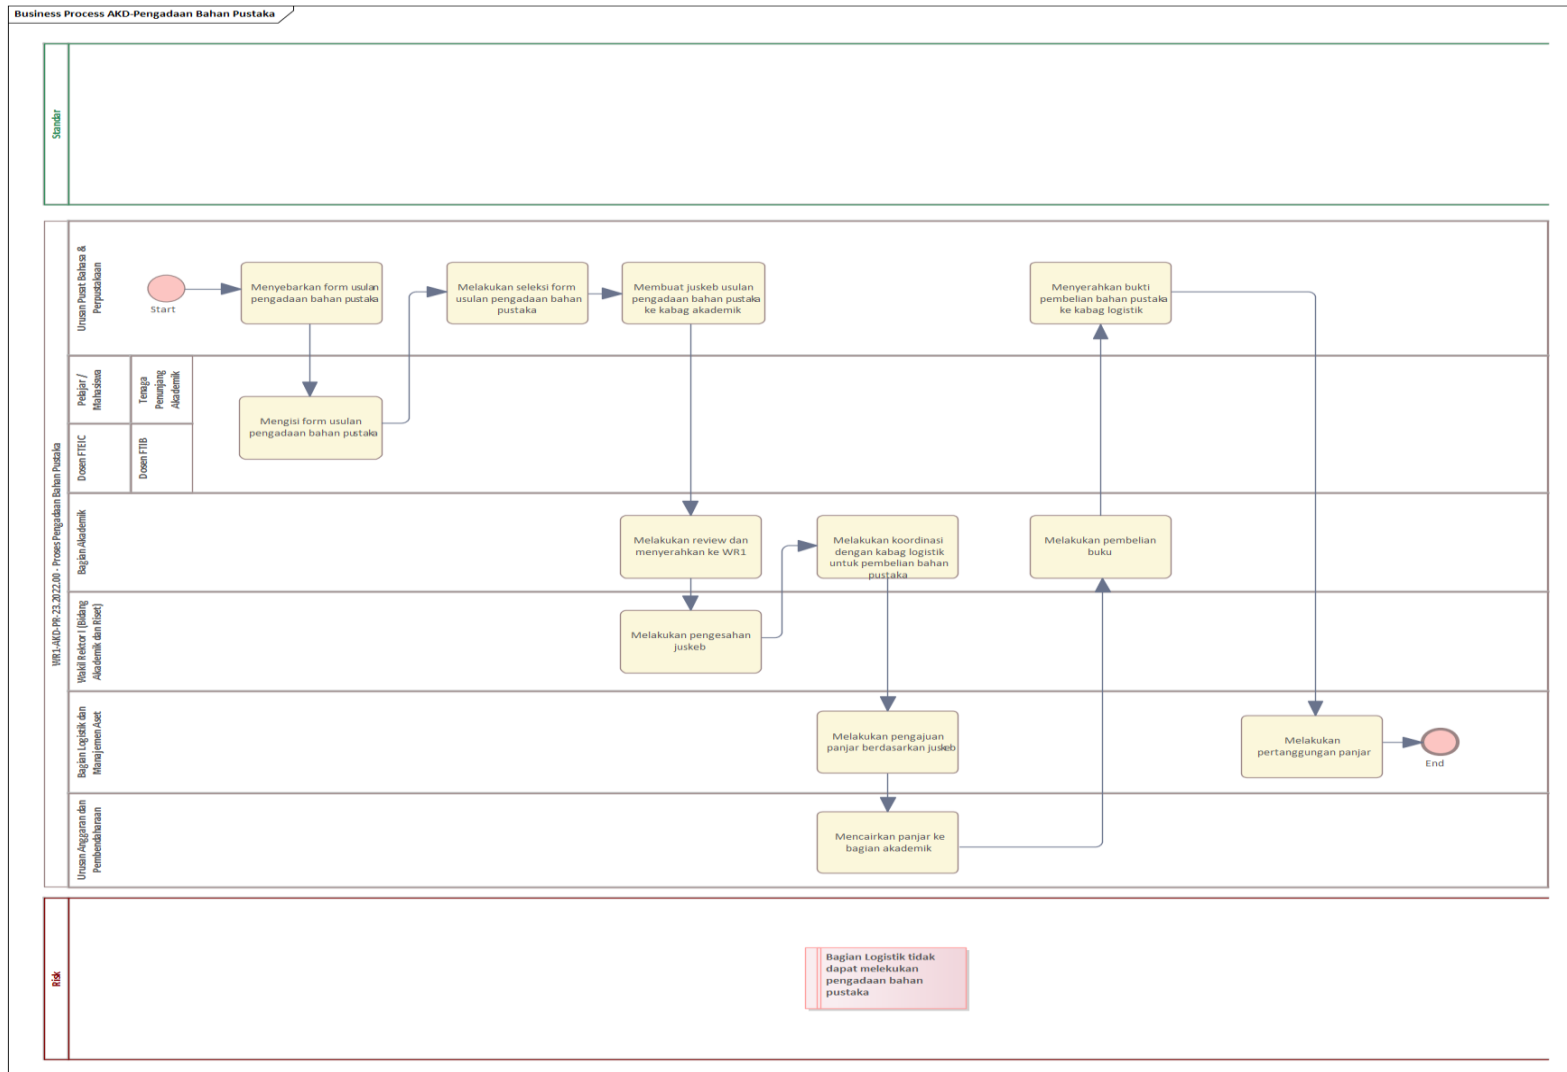 Business Process AKD-Pengadaan Bahan Pustaka
Standar
WR1-AKD-PR-23.2022.00 - Proses Pengadaan Bahan Pustaka
Urusan Pusat Bahasa &
Perpustakaan
Start
Menyebarkan form usulan
pengadaan bahan pustaka
Melakukan seleksi form
usulan pengadaan bahan
pustaka
Membuat juskeb usulan
pengadaan bahan pustaka
ke kabag akademik
Menyerahkan bukti
pembelian bahan pustaka
ke kabag logistik
Pelajar /
Mahasiswa
Tenaga
Penunjang
Akademik
Dosen FTEIC
Dosen FTIB
Mengisi form usulan
pengadaan bahan pustaka
Bagian Akademik
Melakukan review dan
menyerahkan ke WR1
Melakukan koordinasi
dengan kabag logistik
untuk pembelian bahan
pustaka
Melakukan pembelian
buku
Wakil Rektor I (Bidang
Akademik dan Riset)
Melakukan pengesahan
juskeb
Bagian Logistik dan
Manajemen Aset
Melakukan pengajuan
panjar berdasarkan juskeb
Melakukan
pertanggungan panjar
End
Urusan Anggaran dan
Pembendaharaan
Mencairkan panjar ke
bagian akademik
Risk
Bagian Logistik tidak
dapat melekukan
pengadaan bahan
pustaka